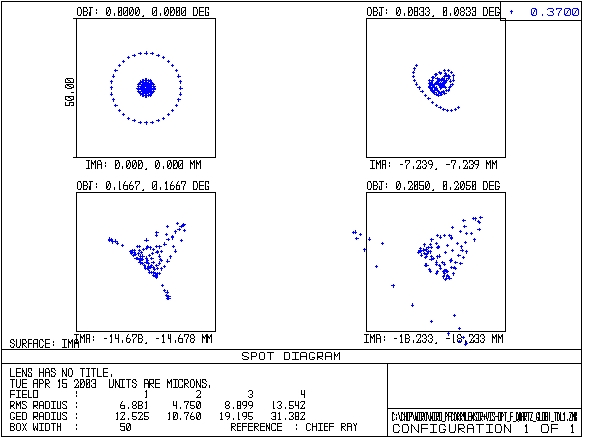 OBJ: 0.0000, 0.0000 DEG
OBJ: 0.0833, 0.0833 DEG
+ 0.3700
50.00
IMA: 0.000, 0.000 MM
IMA: -7.239, -7.239 MM
OBJ: 0.1667, 0.1667 DEG
OBJ: 0.2050, 0.2050 DEG
IMA: -14.678, -14.678 MM
IMA: -18.233, -18.233 MM
SURFACE: IMA
SPOT DIAGRAM
LENS HAS NO TITLE.
TUE APR 15 2003 UNITS ARE MICRONS.
FIELD : 1 2 3 4
RMS RADIUS : 6.881 4.750 8.899 13.542
GEO RADIUS : 12.525 10.760 19.195 31.382
BOX WIDTH : 50 REFERENCE : CHIEF RAY
CONFIGURATION 1 OF 1